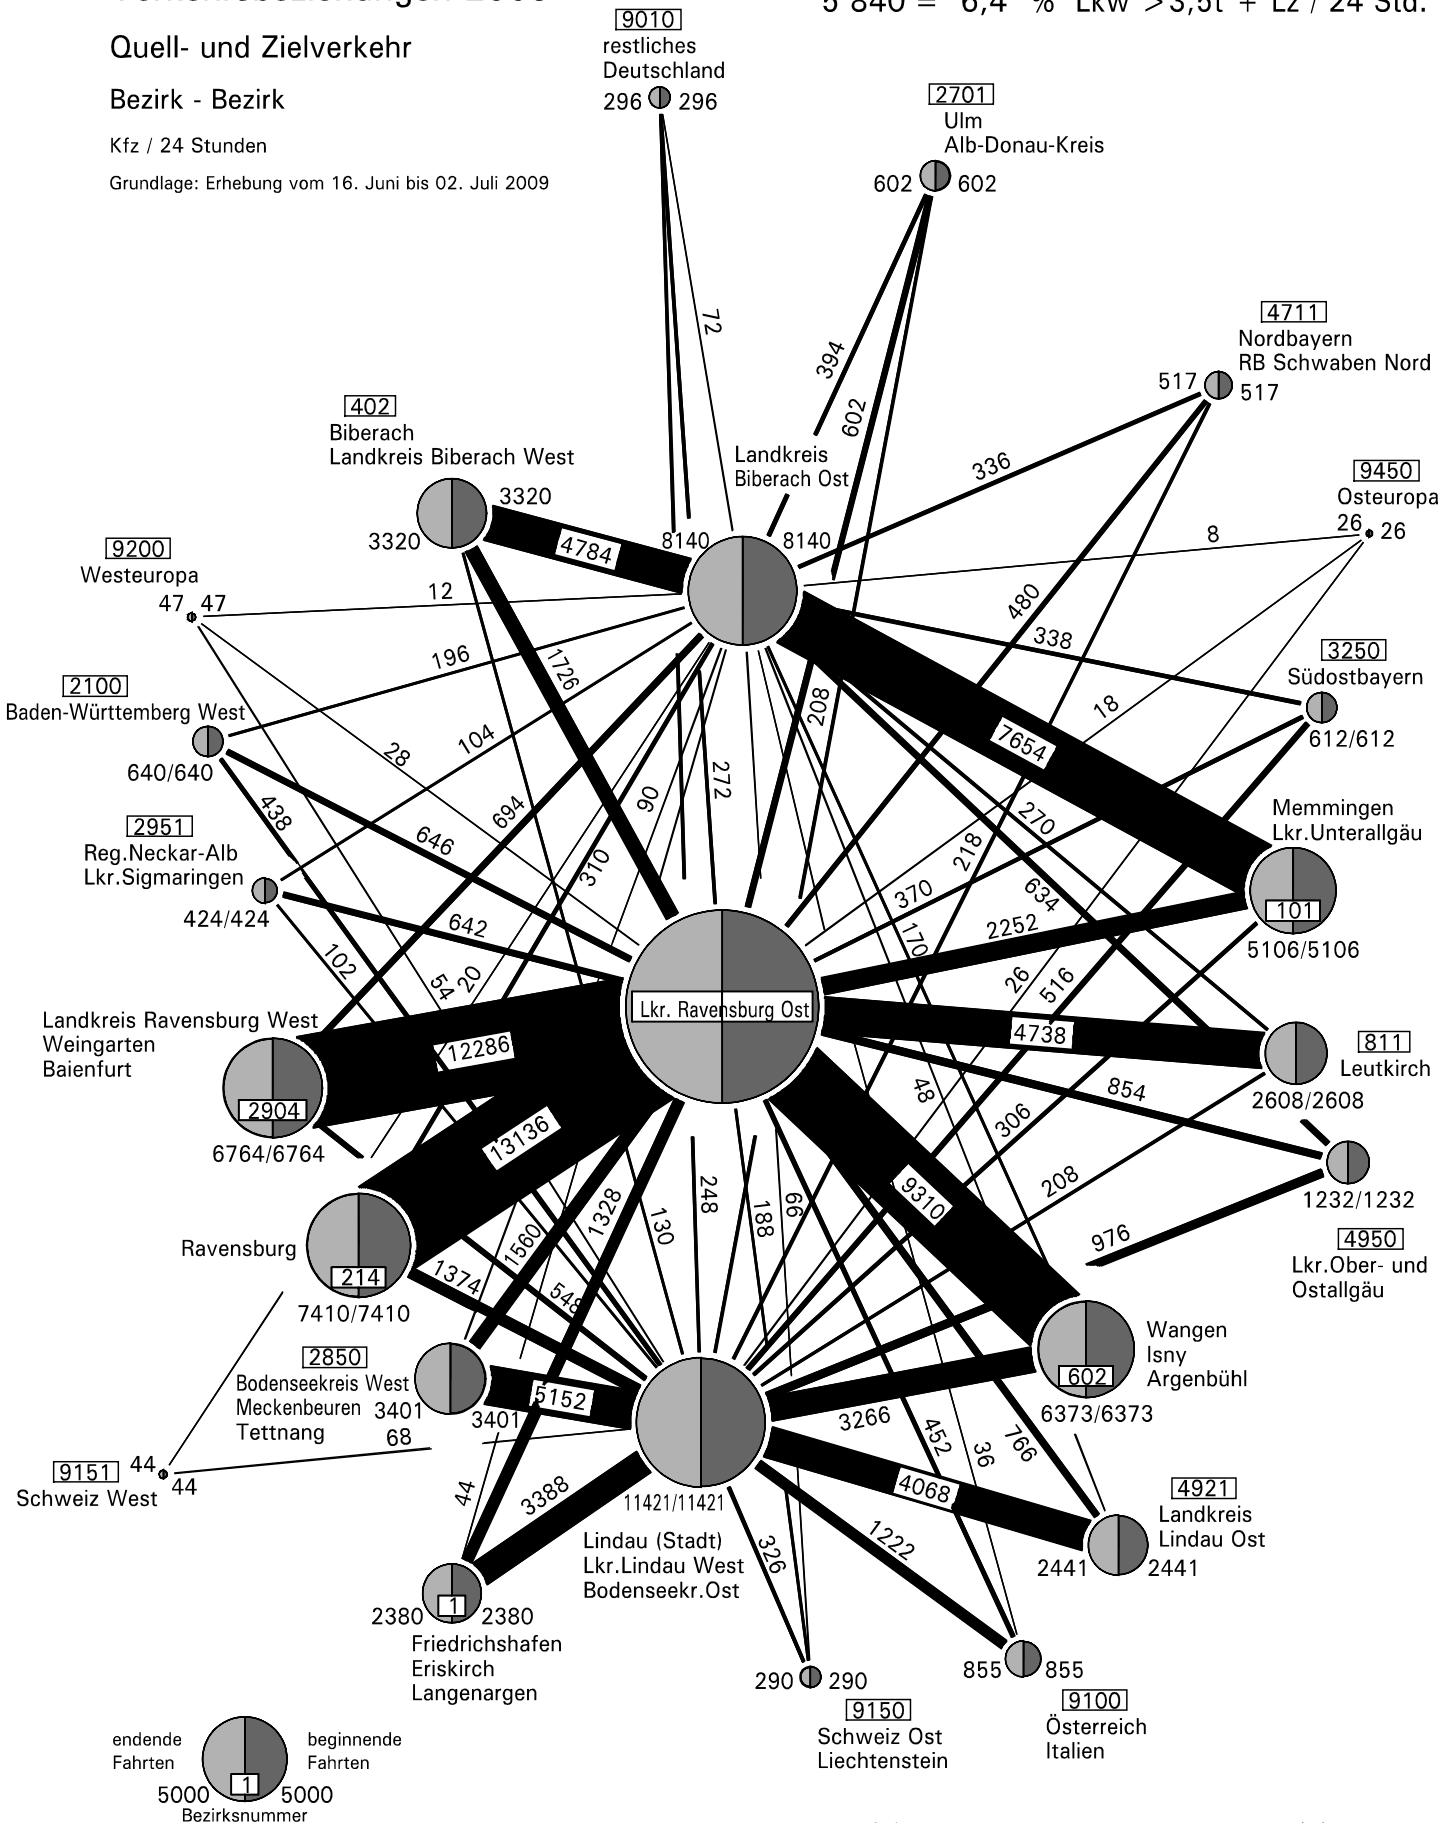 5 840 = 6,4 % Lkw >3,5t + Lz / 24 Std.
Quell- und Zielverkehr
Bezirk - Bezirk
Kfz / 24 Stunden
Grundlage: Erhebung vom 16. Juni bis 02. Juli 2009
9010
restliches
Deutschland
296 296
2701
Ulm
Alb-Donau-Kreis
602 602
72
394
602
4711
Nordbayern
RB Schwaben Nord
517 517
402
Biberach
Landkreis Biberach West
3320
3320
4784
Landkreis
Biberach Ost
8140 8140
336
9450
Osteuropa
26 26
8
9200
Westeuropa
47 47
12
196
1726
480
338
3250
Südostbayern
612/612
2100
Baden-Württemberg West
640/640
28
104
208
18
7654
438
694
646
90
272
310
270
218
634
370
Memmingen
Lkr.Unterallgäu
101
5106/5106
2951
Reg.Neckar-Alb
Lkr.Sigmaringen
424/424
642
102
54
20
170
2252
26
516
Lkr. Ravensburg Ost
Landkreis Ravensburg West
Weingarten
Baienfurt
2904
6764/6764
12286
4738
811
Leutkirch
2608/2608
13136
48
306
854
1232/1232
4950
Lkr.Ober- und
Ostallgäu
976
208
9310
Ravensburg
214
7410/7410
1560
1328
130
248
188
66
1374
548
2850
Bodenseekreis West
Meckenbeuren
Tettnang
3401
3401
5152
68
Wangen
Isny
Argenbühl
602
6373/6373
3266
452
36
766
9151
Schweiz West
44
44
44
3388
11421/11421
Lindau (Stadt)
Lkr.Lindau West
Bodenseekr.Ost
4068
4921
Landkreis
Lindau Ost
2441 2441
326
1222
1
2380 2380
Friedrichshafen
Eriskirch
Langenargen
290 290
9150
Schweiz Ost
Liechtenstein
855 855
9100
Österreich
Italien
endende
Fahrten
beginnende
Fahrten
5000 1 5000
Bezirksnummer